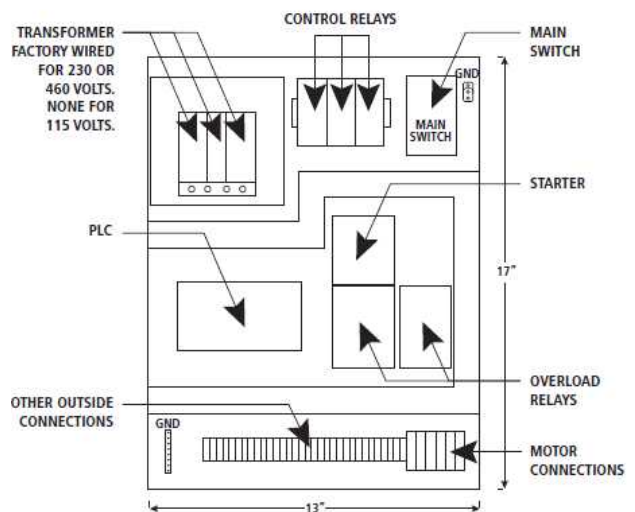 CONTROL RELAYS
TRANSFORMER
FACTORY WIRED
FOR 230 OR
460 VOLTS.
NONE FOR
115 VOLTS.
MAIN
SWITCH
GND
MAIN
SWITCH
STARTER
PLC
17"
OVERLOAD
RELAYS
OTHER OUTSIDE
CONNECTIONS
GND
MOTOR
CONNECTIONS
13"